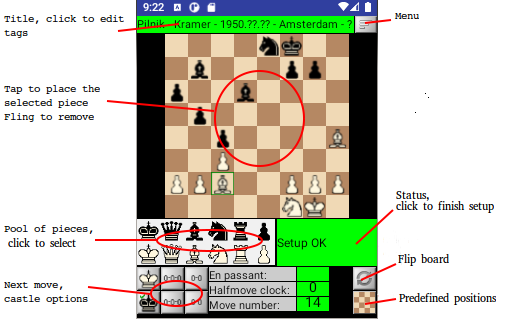 9:22
Title, click to edit
tags
Pilnik - Kramer - 1950.??.?? - Amsterdam - ?
Menu
Tap to place the
selected piece
Fling to remove
Status,
click to finish setup
Pool of pieces,
click to select
Setup OK
Flip board
Next move,
castle options
0-0-0 0-0
0-0-0 0-0
En passant:
Halfmove clock: 0
Move number: 14
Predefined positions